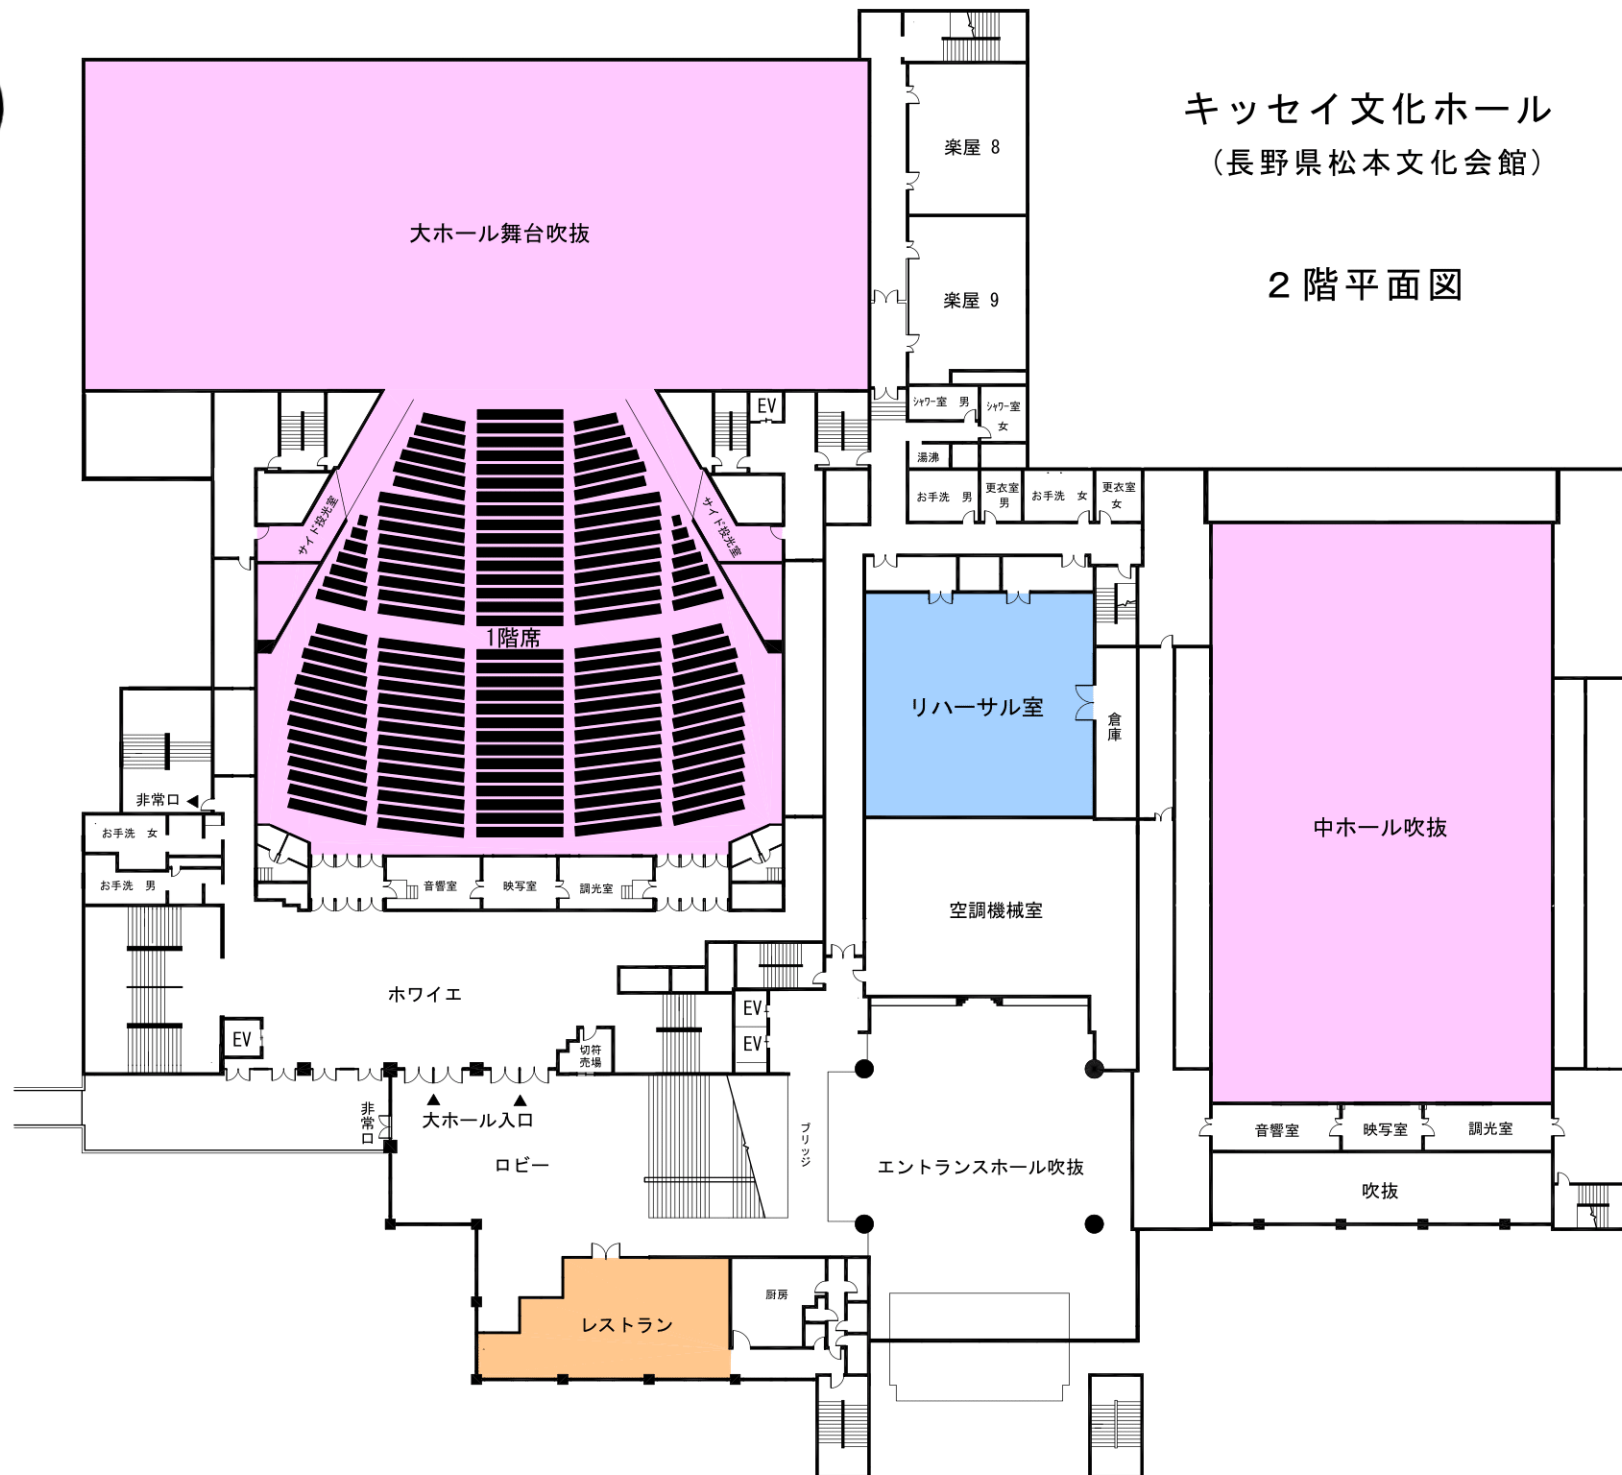 キッセイ文化ホール
（長野県松本文化会館）
２階平面図
楽屋 8
大ホール舞台吹抜
楽屋 9
EV
ｼｬﾜｰ室 男
ｼｬﾜｰ室
女
湯沸
お手洗 男
更衣室
男
お手洗 女
更衣室
女
サイド投光室
サイド投光室
1階席
リハーサル室
倉庫
非常口
お手洗 女
お手洗 男
中ホール吹抜
音響室
映写室
調光室
空調機械室
ホワイエ
EV
EV
EV
切符
売場
非常口
大ホール入口
ロビー
ブリッジ
エントランスホール吹抜
音響室
映写室
調光室
吹抜
厨房
レストラン